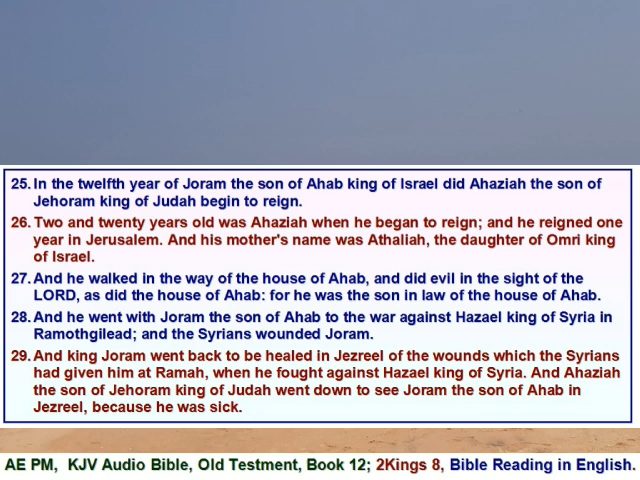 25. In the twelfth year of Joram the son of Ahab king of Israel did Ahaziah the son of
Jehoram king of Judah begin to reign.
26. Two and twenty years old was Ahaziah when he began to reign; and he reigned one
year in Jerusalem. And his mother's name was Athaliah, the daughter of Omri king
of Israel.
27. And he walked in the way of the house of Ahab, and did evil in the sight of the
LORD, as did the house of Ahab: for he was the son in law of the house of Ahab.
28. And he went with Joram the son of Ahab to the war against Hazael king of Syria in
Ramothgilead; and the Syrians wounded Joram.
29. And king Joram went back to be healed in Jezreel of the wounds which the Syrians
had given him at Ramah, when he fought against Hazael king of Syria. And Ahaziah
the son of Jehoram king of Judah went down to see Joram the son of Ahab in
Jezreel, because he was sick.
AE PM, KJV Audio Bible, Old Testment, Book 12; 2Kings 8, Bible Reading in English.